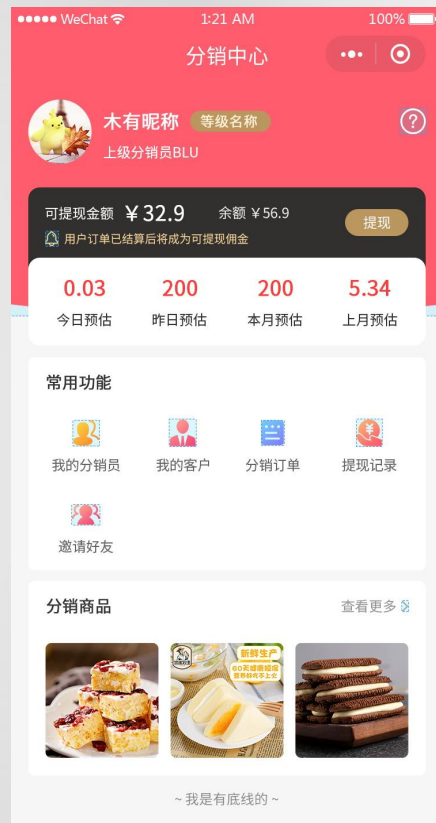 WeChat 1:21 AM 100%
分销中心
木有昵称 等级名称
?
上级分销员BLU
可提现金额 ￥32.9 余额 ￥56.9
提现
用户订单已结算后将成为可提现佣金
0.03 200 200 5.34
今日预估 昨日预估 本月预估 上月预估
常用功能
我的分销员 我的客户 分销订单 提现记录
邀请好友
分销商品 查看更多
新鲜生产
~ 我是有底线的 ~